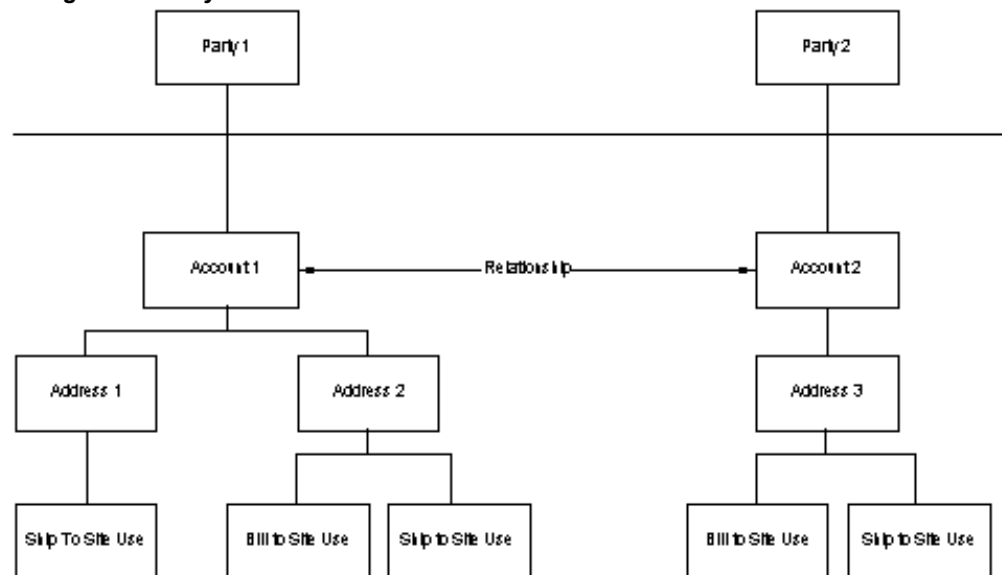 Party 1
Party 2
Account 1
Relationship
Account 2
Address 1
Address 2
Address 3
Ship To Site Use
Bill to Site Use
Ship to Site Use
Bill to Site Use
Ship to Site Use